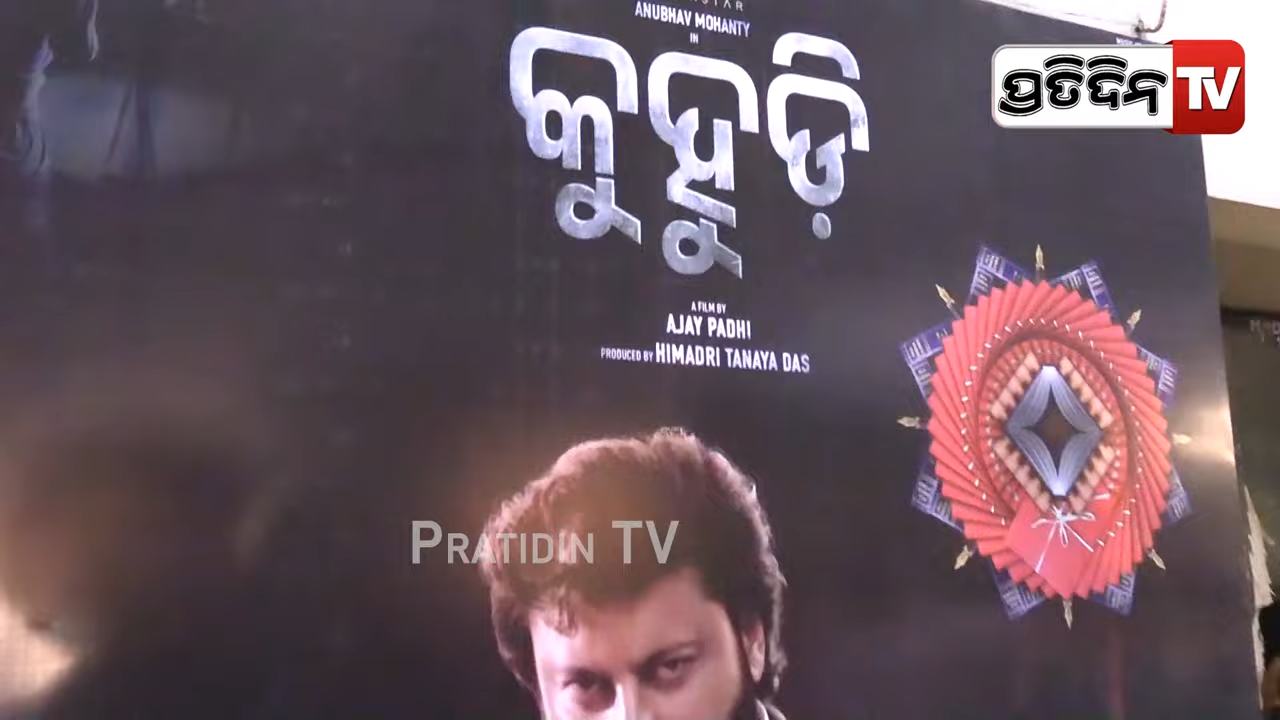 ANUBHAV MOHANTY
IN
କୁହୁଡ଼ି
A FILM BY
AJAY PADHI
PRODUCED BY HIMADRI TANAYA DAS
ପ୍ରତିଦିନ TV
PRATIDIN TV